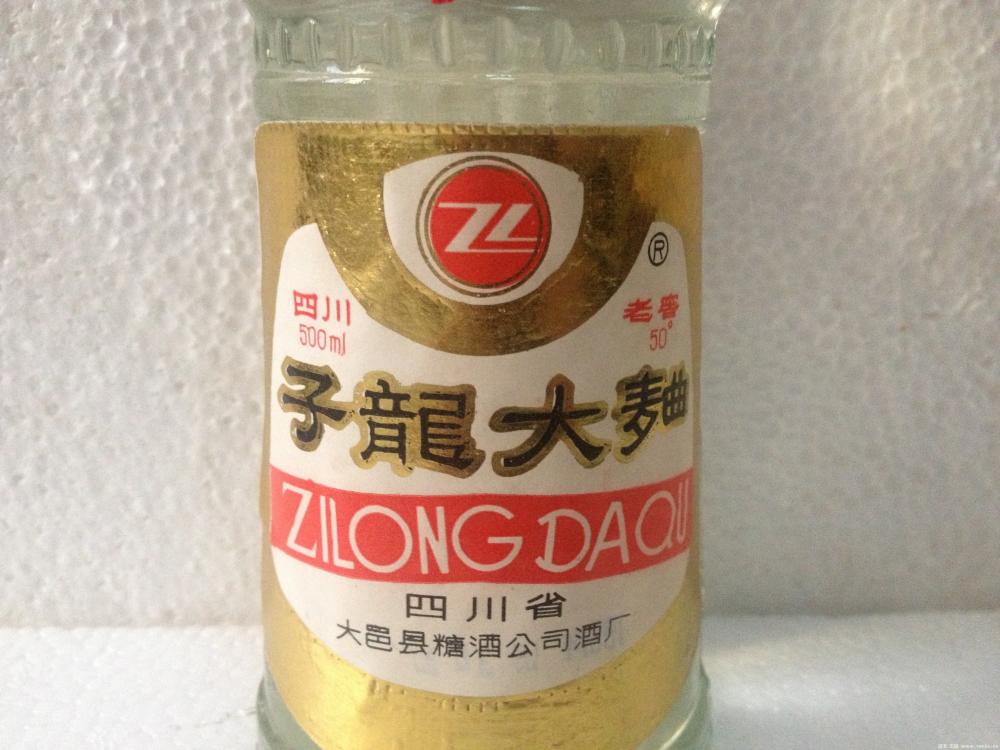 ZL
®
四川 老窖
500ml 50°
子龍大麯
ZILONG DAQU
四川省
大邑县糖酒公司酒厂